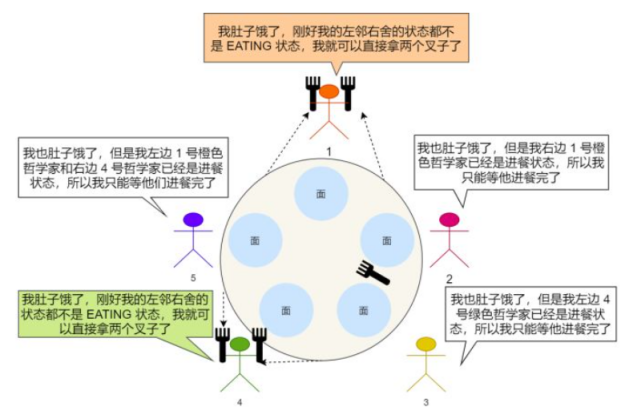 我肚子饿了，刚好我的左邻右舍的状态都不
是 EATING 状态，我就可以直接拿两个叉子了
1
我也肚子饿了，但是我左边 1 号橙色
哲学家和右边 4 号哲学家已经是进餐
状态，所以我只能等他们进餐完了
我也肚子饿了，但是我右边 1 号橙
色哲学家已经是进餐状态，所以我
只能等他进餐完了
面
面
面
5
2
面
面
我肚子饿了，刚好我的左邻右舍的
状态都不是 EATING 状态，我就可
以直接拿两个叉子了
我也肚子饿了，但是我左边 4
号绿色哲学家已经是进餐状
态，所以我只能等他进餐完了
4
3